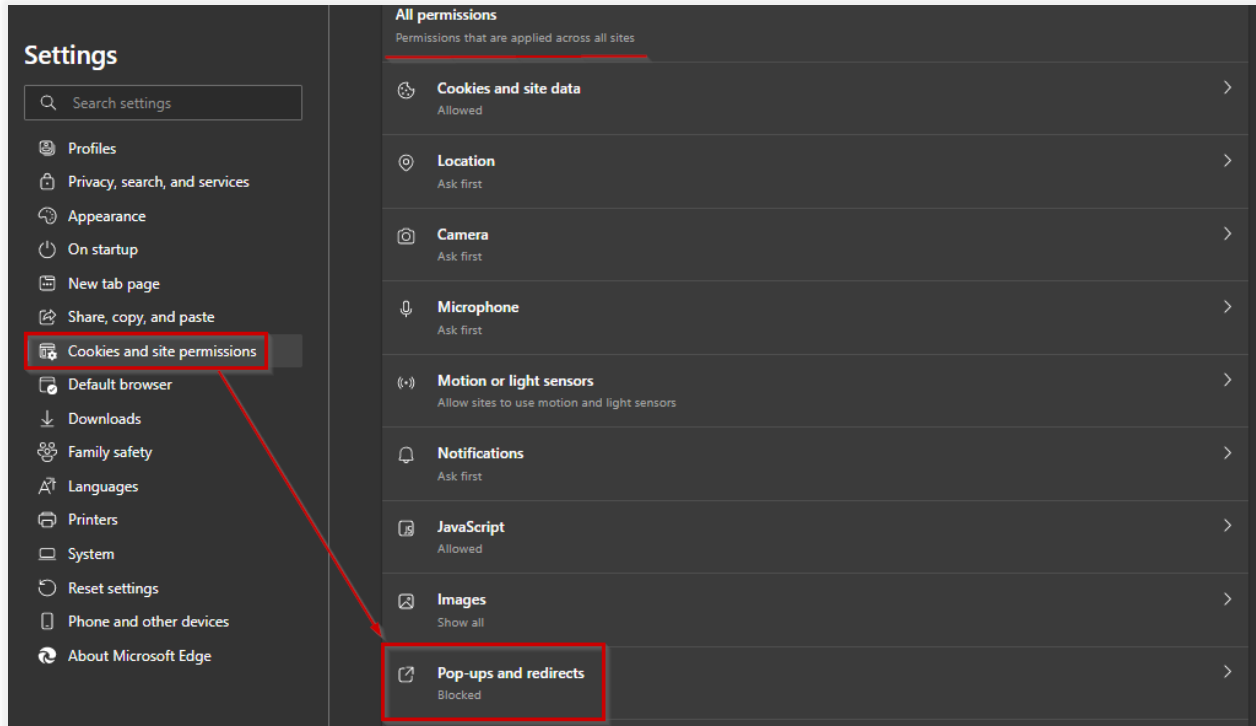 Settings
Search settings
Profiles
Privacy, search, and services
Appearance
On startup
New tab page
Share, copy, and paste
Cookies and site permissions
Default browser
Downloads
Family safety
Languages
Printers
System
Reset settings
Phone and other devices
About Microsoft Edge
All permissions
Permissions that are applied across all sites
Cookies and site data
Allowed
Location
Ask first
Camera
Ask first
Microphone
Ask first
Motion or light sensors
Allow sites to use motion and light sensors
Notifications
Ask first
JavaScript
Allowed
Images
Show all
Pop-ups and redirects
Blocked